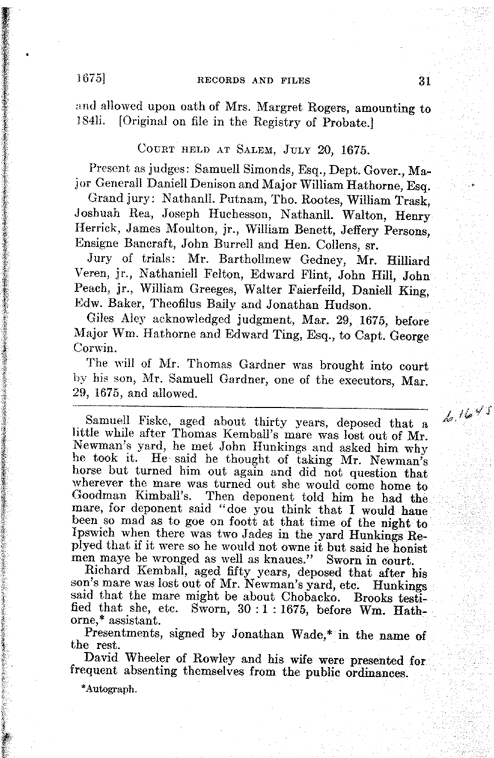 1675] RECORDS AND FILES 31
and allowed upon oath of Mrs. Margret Rogers, amounting to
184li. [Original on file in the Registry of Probate.]
COURT HELD AT SALEM, JULY 20, 1675.
Present as judges: Samuell Simonds, Esq., Dept. Gover., Ma-
jor Generall Daniell Denison and Major William Hathorne, Esq.
Grand jury: Nathanll. Putnam, Tho. Rootes, William Trask,
Joshuah Rea, Joseph Huchesson, Nathanll. Walton, Henry
Herrick, James Moulton, jr., William Benett, Jeffery Persons,
Ensigne Bancraft, John Burrell and Hen. Collens, sr.
Jury of trials: Mr. Barthollmew Gedney, Mr. Hilliard
Veren, jr., Nathaniell Felton, Edward Flint, John Hill, John
Peach, jr., William Greeges, Walter Faierfeild, Daniell King,
Edw. Baker, Theofilus Baily and Jonathan Hudson.
Giles Aley acknowledged judgment, Mar. 29, 1675, before
Major Wm. Hathorne and Edward Ting, Esq., to Capt. George
Corwin.
The will of Mr. Thomas Gardner was brought into court
by his son, Mr. Samuell Gardner, one of the executors, Mar.
29, 1675, and allowed.
Samuell Fiske, aged about thirty years, deposed that a
little while after Thomas Kemball's mare was lost out of Mr.
Newman's yard, he met John Hunkings and asked him why
he took it. He said he thought of taking Mr. Newman's
horse but turned him out again and did not question that
wherever the mare was turned out she would come home to
Goodman Kimball's. Then deponent told him he had the
mare, for deponent said "doe you think that I would haue
been so mad as to goe on foott at that time of the night to
Ipswich when there was two Jades in the yard Hunkings Re-
plyed that if it were so he would not owne it but said he honist
men maye be wronged as well as knaues." Sworn in court.
Richard Kemball, aged fifty years, deposed that after his
son's mare was lost out of Mr. Newman's yard, etc. Hunkings
said that the mare might be about Chobacko. Brooks testi-
fied that she, etc. Sworn, 30 : 1 : 1675, before Wm. Hath-
orne,* assistant.
Presentments, signed by Jonathan Wade,* in the name of
the rest.
David Wheeler of Rowley and his wife were presented for
frequent absenting themselves from the public ordinances.
*Autograph.
b. 1645